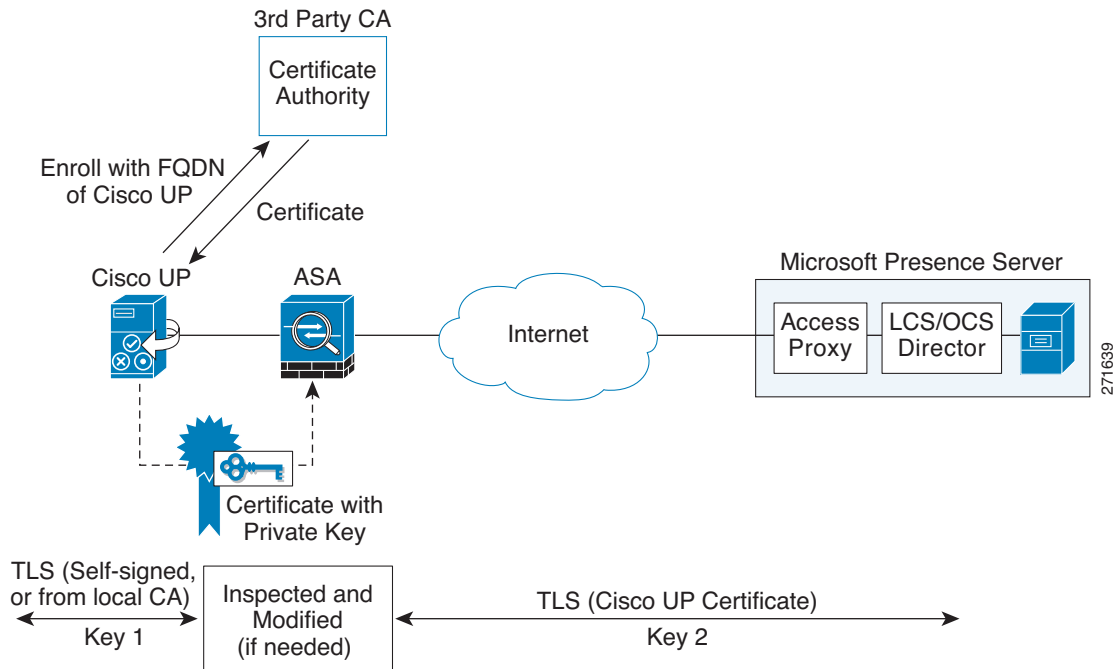 3rd Party CA
Certificate
Authority
Enroll with FQDN
of Cisco UP
Certificate
Cisco UP
ASA
Internet
Microsoft Presence Server
Access
Proxy
LCS/OCS
Director
271639
Certificate with
Private Key
TLS (Self-signed,
or from local CA)
Key 1
Inspected and
Modified
(if needed)
TLS (Cisco UP Certificate)
Key 2